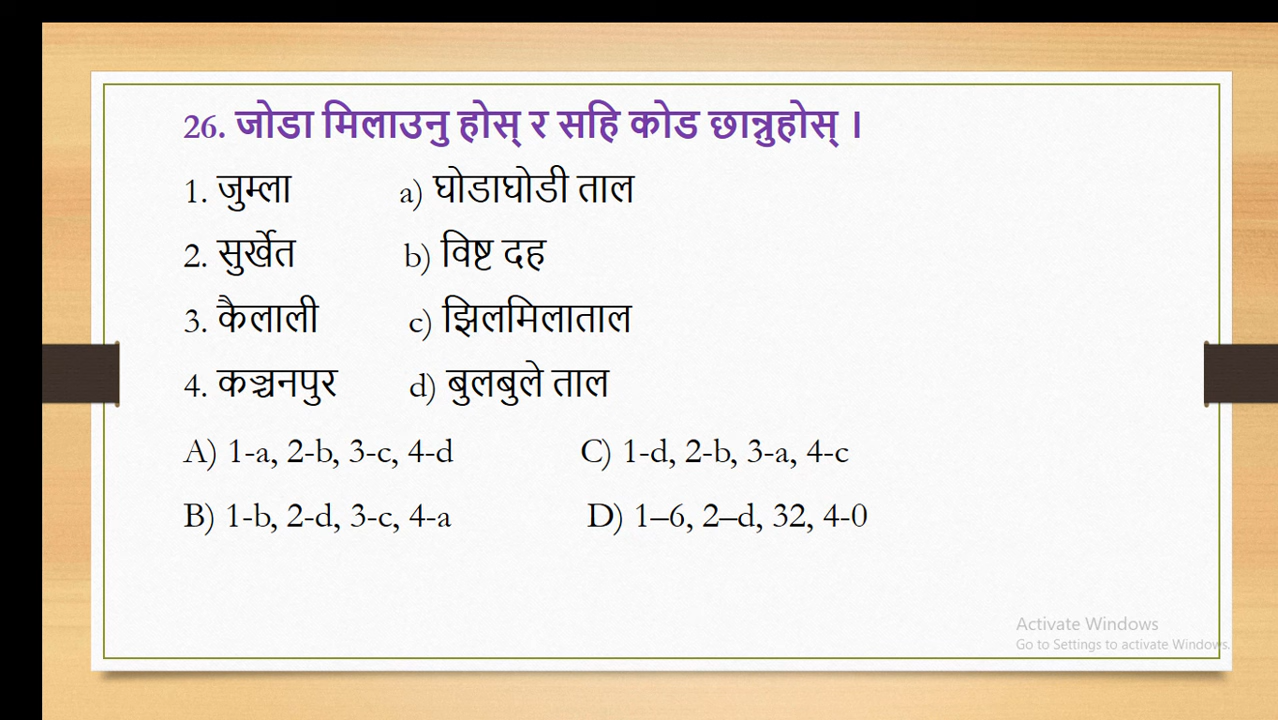 26. जोडा मिलाउनु होस् र सहि कोड छान्नुहोस् ।
1. जुम्ला a) घोडाघोडी ताल
2. सुर्खेत b) विष्ट दह
3. कैलाली c) झिलमिलाताल
4. कञ्चनपुर d) बुलबुले ताल
A) 1-a, 2-b, 3-c, 4-d C) 1-d, 2-b, 3-a, 4-c
B) 1-b, 2-d, 3-c, 4-a D) 1–6, 2–d, 32, 4-0
Activate Windows
Go to Settings to activate Windows.